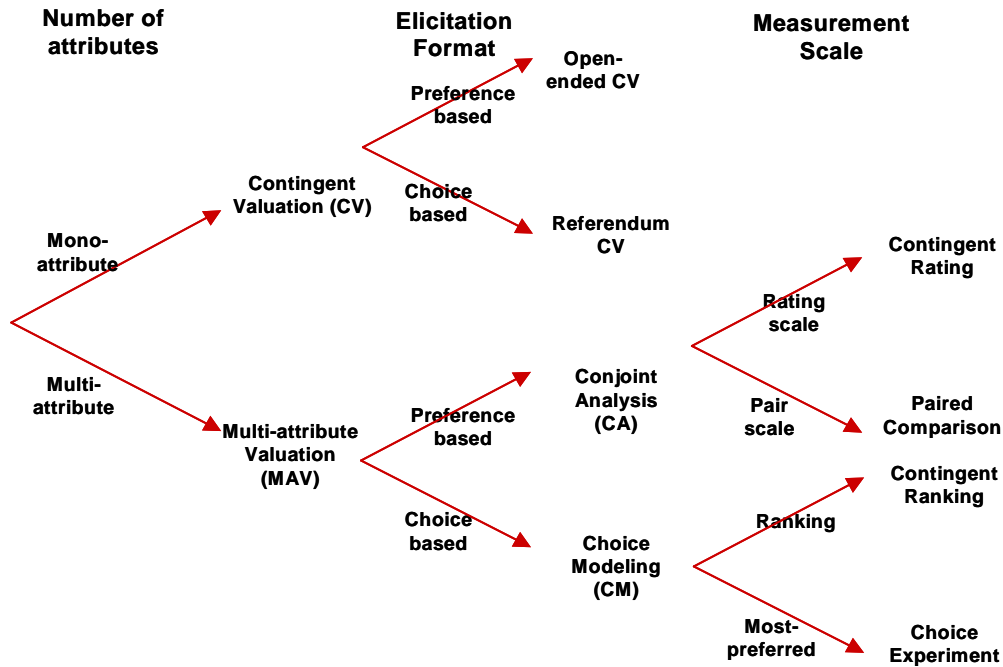 Number of
attributes
Elicitation
Format
Measurement
Scale
Open-
ended CV
Preference
based
Contingent
Valuation (CV)
Choice
based
Referendum
CV
Mono-
attribute
Contingent
Rating
Rating
scale
Multi-
attribute
Conjoint
Analysis
(CA)
Preference
based
Pair
scale
Paired
Comparison
Multi-attribute
Valuation
(MAV)
Contingent
Ranking
Choice
based
Ranking
Choice
Modeling
(CM)
Most-
preferred
Choice
Experiment